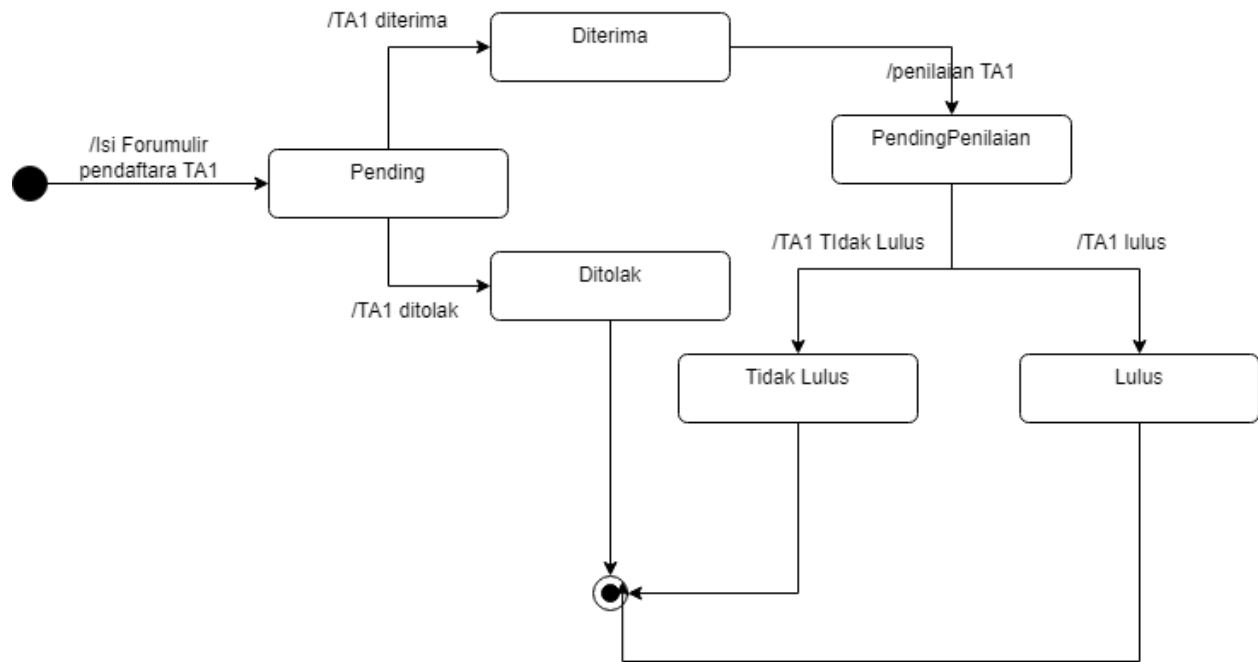 /TA1 diterima
Diterima
/penilaian TA1
/Isi Forumulir
pendaftara TA1
Pending
PendingPenilaian
/TA1 TIdak Lulus
/TA1 lulus
Ditolak
/TA1 ditolak
Tidak Lulus
Lulus